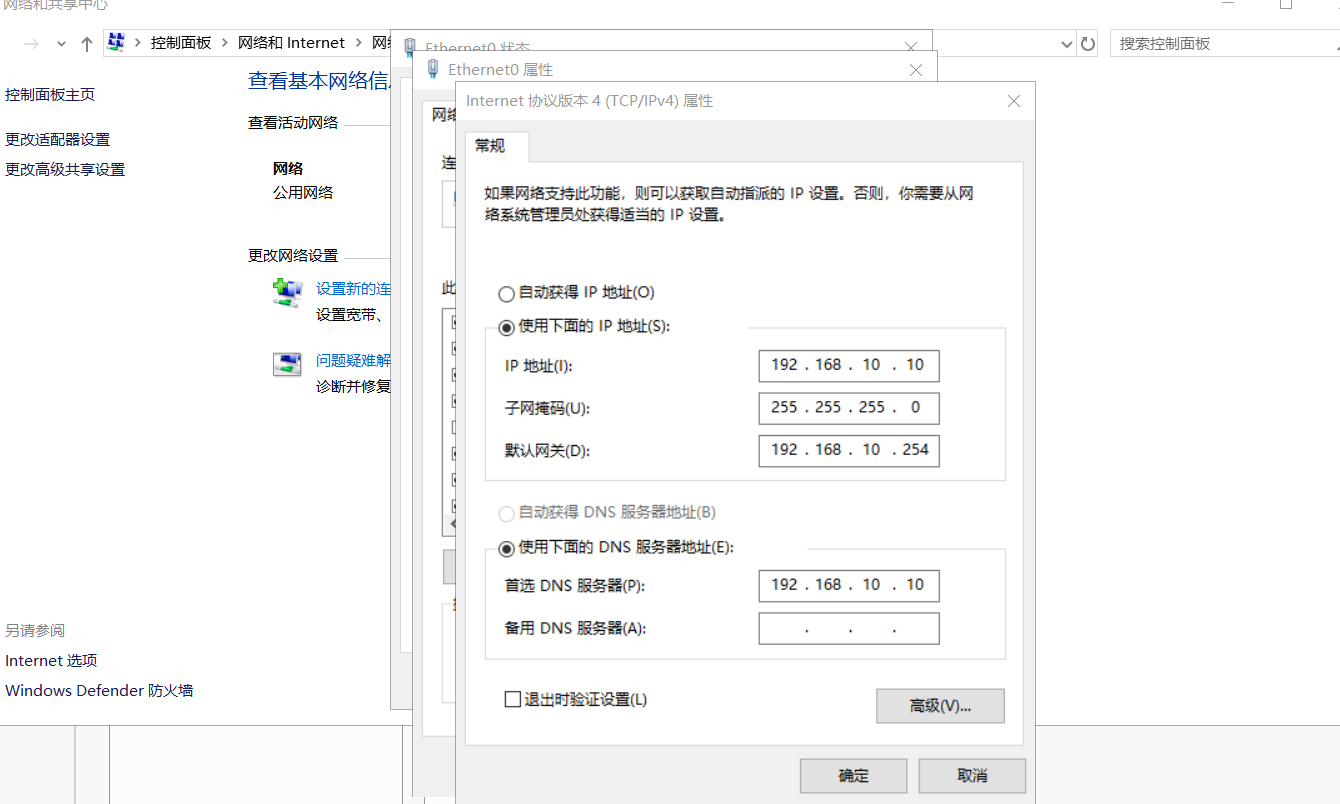 网络和共享中心
控制面板 网络和 Internet 网络
搜索控制面板
控制面板主页
更改适配器设置
更改高级共享设置
查看基本网络信息
查看活动网络
网络
公用网络
更改网络设置
设置新的连
设置宽带、
问题疑难解
诊断并修复
另请参阅
Internet 选项
Windows Defender 防火墙
Ethernet0 状态
Ethernet0 属性
网络
连
此
Internet 协议版本 4 (TCP/IPv4) 属性
常规
如果网络支持此功能，则可以获取自动指派的 IP 设置。否则，你需要从网
络系统管理员处获得适当的 IP 设置。
自动获得 IP 地址(O)
使用下面的 IP 地址(S):
IP 地址(I): 192 . 168 . 10 . 10
子网掩码(U): 255 . 255 . 255 . 0
默认网关(D): 192 . 168 . 10 . 254
自动获得 DNS 服务器地址(B)
使用下面的 DNS 服务器地址(E):
首选 DNS 服务器(P): 192 . 168 . 10 . 10
备用 DNS 服务器(A): . . .
退出时验证设置(L)
高级(V)...
确定 取消